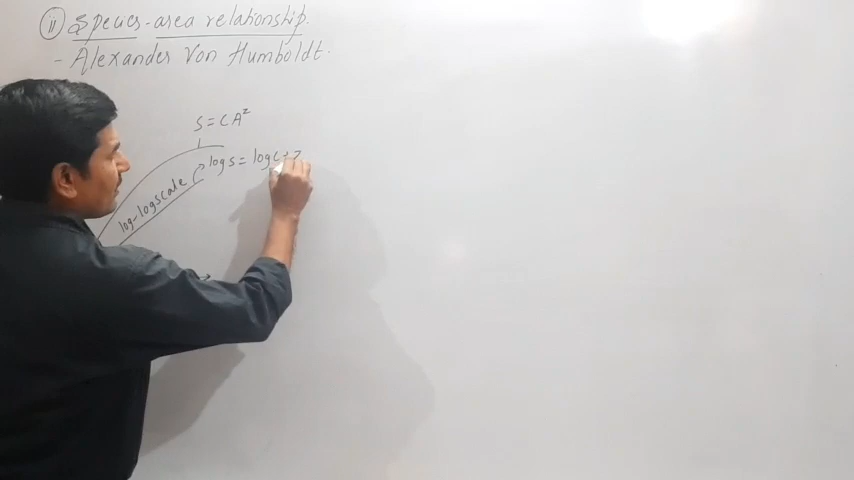 ii Species-area relationship.
- Alexander Von Humboldt.
S = CA^z
log S = log C + Z
log-log scale